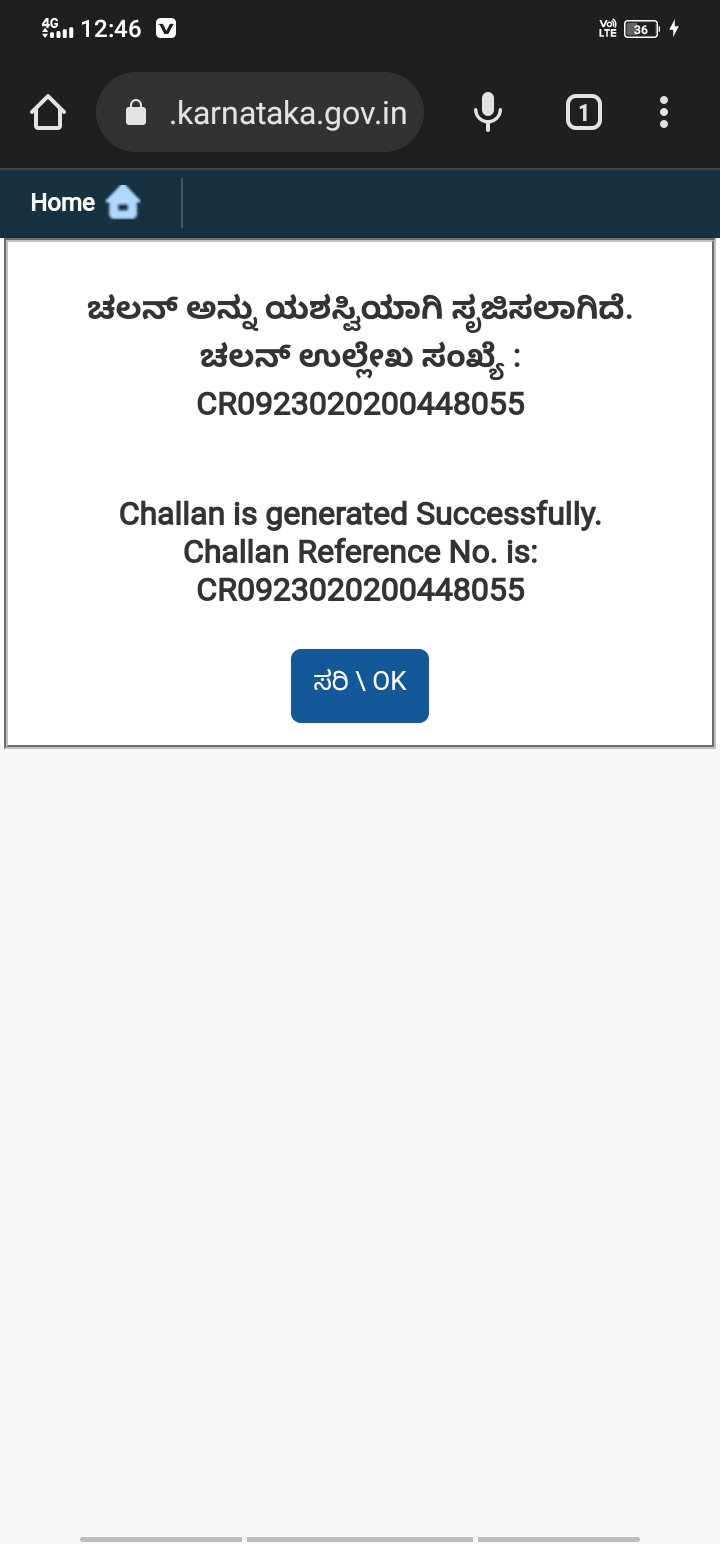 4G 12:46 V Vo) LTE 36
.karnataka.gov.in 1
Home
ಚಲನ್ ಅನ್ನು ಯಶಸ್ವಿಯಾಗಿ ಸೃಜಿಸಲಾಗಿದೆ.
ಚಲನ್ ಉಲ್ಲೇಖ ಸಂಖ್ಯೆ :
CR0923020200448055
Challan is generated Successfully.
Challan Reference No. is:
CR0923020200448055
ಸರಿ \ OK